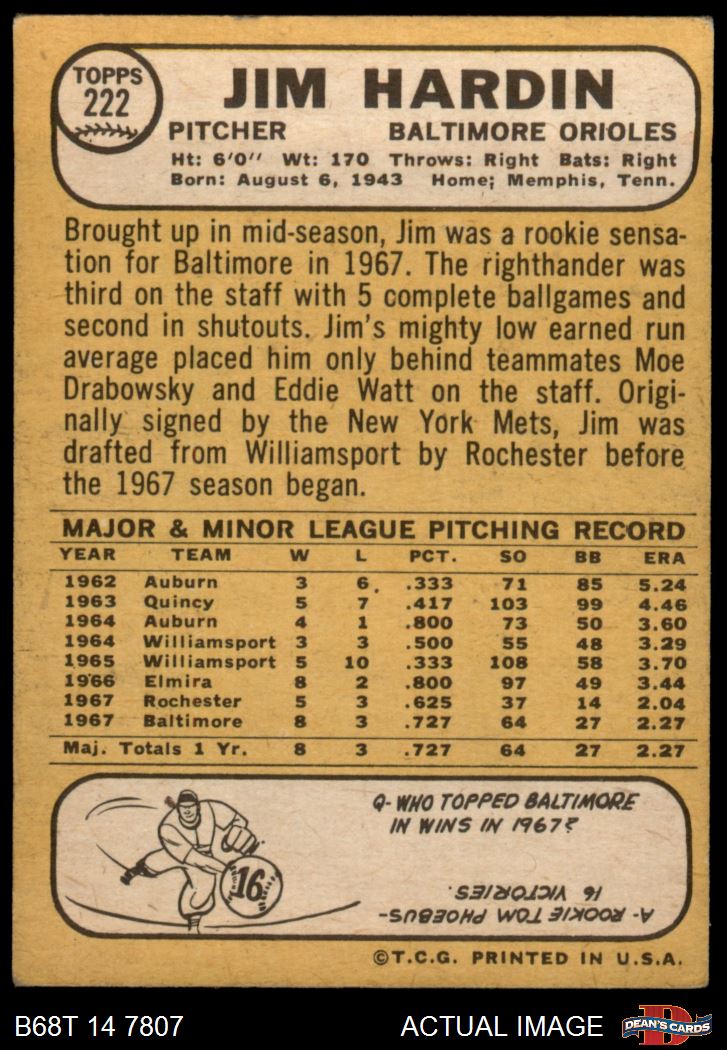 TOPPS
222
JIM HARDIN
PITCHER BALTIMORE ORIOLES
Ht: 6'0" Wt: 170 Throws: Right Bats: Right
Born: August 6, 1943 Home; Memphis, Tenn.
Brought up in mid-season, Jim was a rookie sensa-
tion for Baltimore in 1967. The righthander was
third on the staff with 5 complete ballgames and
second in shutouts. Jim's mighty low earned run
average placed him only behind teammates Moe
Drabowsky and Eddie Watt on the staff. Origi-
nally signed by the New York Mets, Jim was
drafted from Williamsport by Rochester before
the 1967 season began.
MAJOR & MINOR LEAGUE PITCHING RECORD
YEAR TEAM W L PCT. SO BB ERA
1962 Auburn 3 6 .333 71 85 5.24
1963 Quincy 5 7 .417 103 99 4.46
1964 Auburn 4 1 .800 73 50 3.60
1964 Williamsport 3 3 .500 55 48 3.29
1965 Williamsport 5 10 .333 108 58 3.70
1966 Elmira 8 2 .800 97 49 3.44
1967 Rochester 5 3 .625 37 14 2.04
1967 Baltimore 8 3 .727 64 27 2.27
Maj. Totals 1 Yr. 8 3 .727 64 27 2.27
16
Q- WHO TOPPED BALTIMORE
IN WINS IN 1967?
A- ROOKIE TOM PHOEBUS-
16 VICTORIES.
©T.C.G. PRINTED IN U.S.A.
B68T 14 7807 ACTUAL IMAGE
D
DEAN'S CARDS